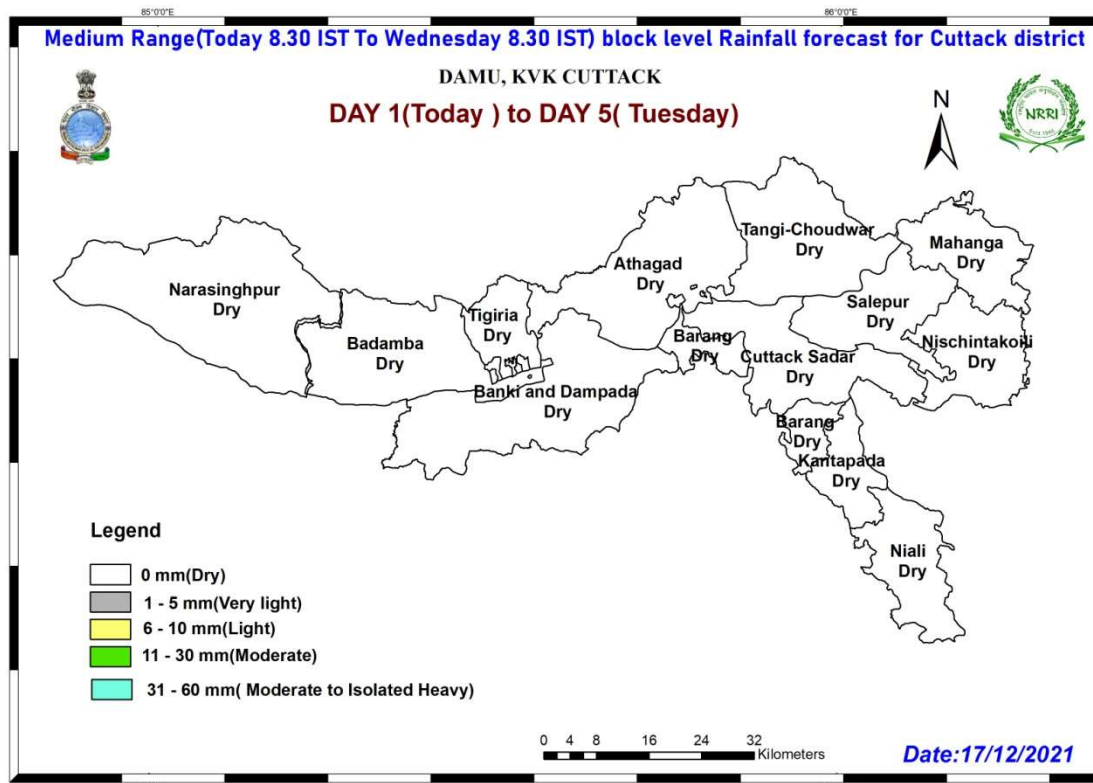 85°0'0"E
86°0'0"E
Medium Range(Today 8.30 IST To Wednesday 8.30 IST) block level Rainfall forecast for Cuttack district
DAMU, KVK CUTTACK
DAY 1(Today ) to DAY 5( Tuesday)
N
NRRI
Tangi-Choudwar
Dry
Mahanga
Dry
Athagad
Dry
Narasinghpur
Dry
Salepur
Dry
Tigiria
Dry
Badamba
Dry
Barang
Dry
Cuttack Sadar
Dry
Nischintakoili
Dry
Banki and Dampada
Dry
Barang
Dry
Kantapada
Dry
Niali
Dry
Legend
0 mm(Dry)
1 - 5 mm(Very light)
6 - 10 mm(Light)
11 - 30 mm(Moderate)
31 - 60 mm( Moderate to Isolated Heavy)
0 4 8 16 24 32
Kilometers
Date:17/12/2021